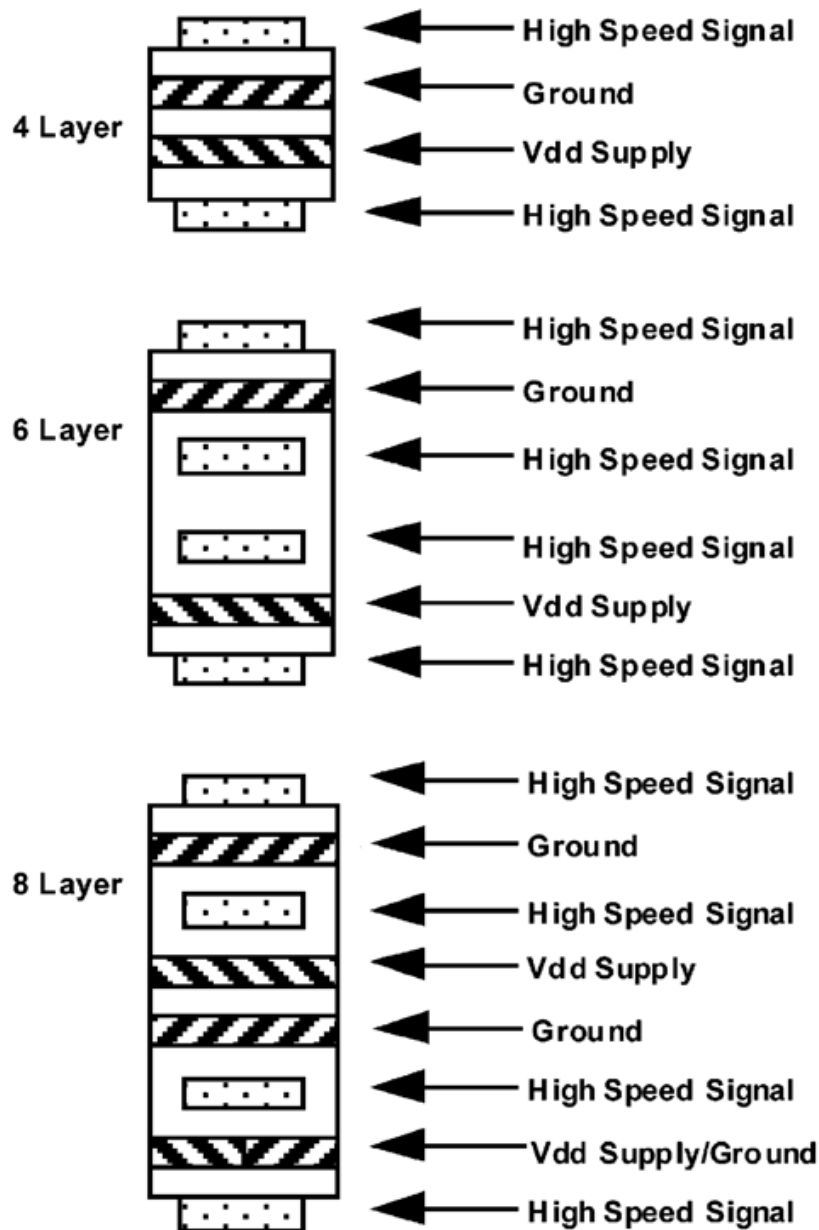 High Speed Signal
Ground
4 Layer
Vdd Supply
High Speed Signal
High Speed Signal
Ground
6 Layer
High Speed Signal
High Speed Signal
Vdd Supply
High Speed Signal
High Speed Signal
Ground
8 Layer
High Speed Signal
Vdd Supply
Ground
High Speed Signal
Vdd Supply/Ground
High Speed Signal